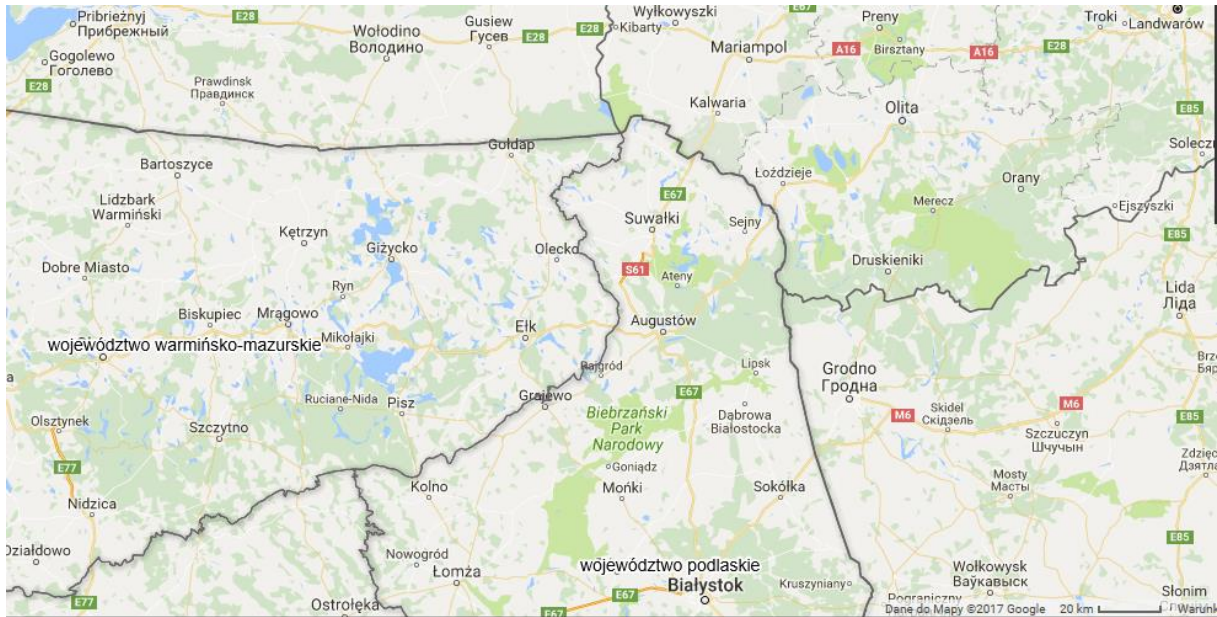 Pribrieżnyj
Прибрежный
E28
Wołodino
Володино
Gusiew
Гусев
E28
E28
Kibarty
Wyłkowyszki
E67
Preny
Birsztany
Troki
Landwarów
Gogolewo
Гоголево
E28
Prawdinsk
Правдинск
Mariampol
A16
A16
E28
Kalwaria
Olita
E85
Bartoszyce
Gołdap
Łoździeje
Orany
Lidzbark
Warmiński
E67
Suwałki
Sejny
Merecz
Ejszyszki
Kętrzyn
Giżycko
Olecko
E85
Dobre Miasto
S61
Ateny
Druskieniki
Ryn
Lida
Ліда
Biskupiec
Mrągowo
Mikołajki
Ełk
Augustów
województwo warmińsko-mazurskie
Rajgród
Lipsk
Grodno
Гродна
Olsztynek
Ruciane-Nida
Pisz
Grajewo
E67
Biebrzański
Park
Narodowy
Dąbrowa
Białostocka
M6
Skidel
Скідзель
M6
E85
Szczytno
Szczuczyn
Шчучын
E77
Goniądz
Nidzica
Kolno
Mońki
Sokółka
Mosty
Масты
Działdowo
Nowogród
Łomża
województwo podlaskie
Białystok
Kruszyniany
Wołkowysk
Ваўкавыск
E85
Słonim
E77
Ostrołęka
E67
E67
Pograniczny
Dane do Mapy ©2017 Google
20 km